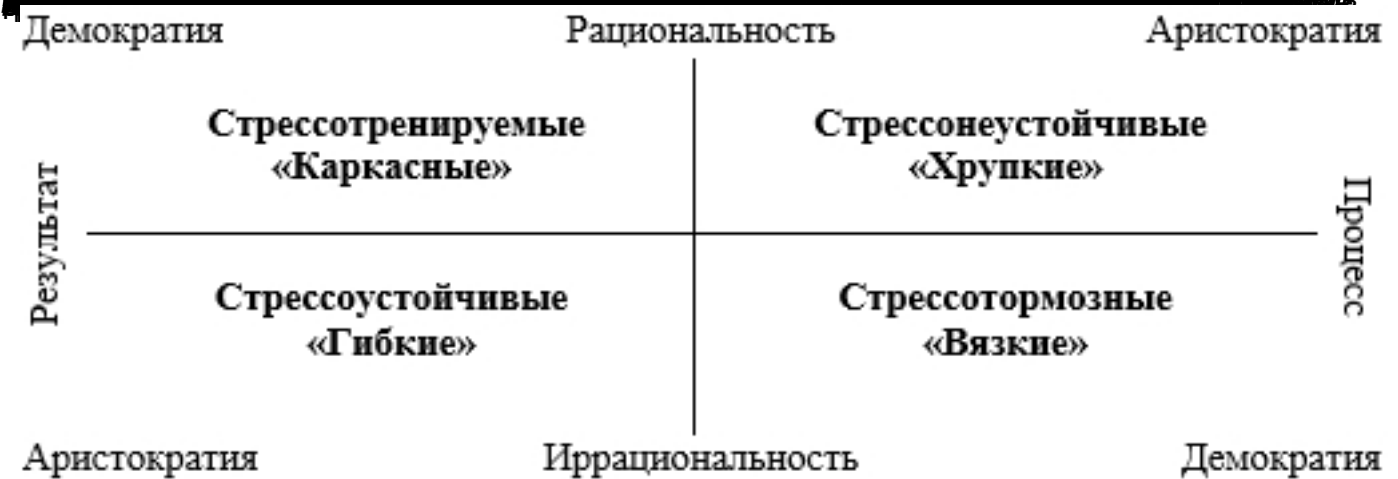 Демократия Рациональность Аристократия
Стрессотренируемые Стрессонеустойчивые
«Каркасные» «Хрупкие»
Результат
Процесс
Стрессоустойчивые Стрессотормозные
«Гибкие» «Вязкие»
Аристократия Иррациональность Демократия